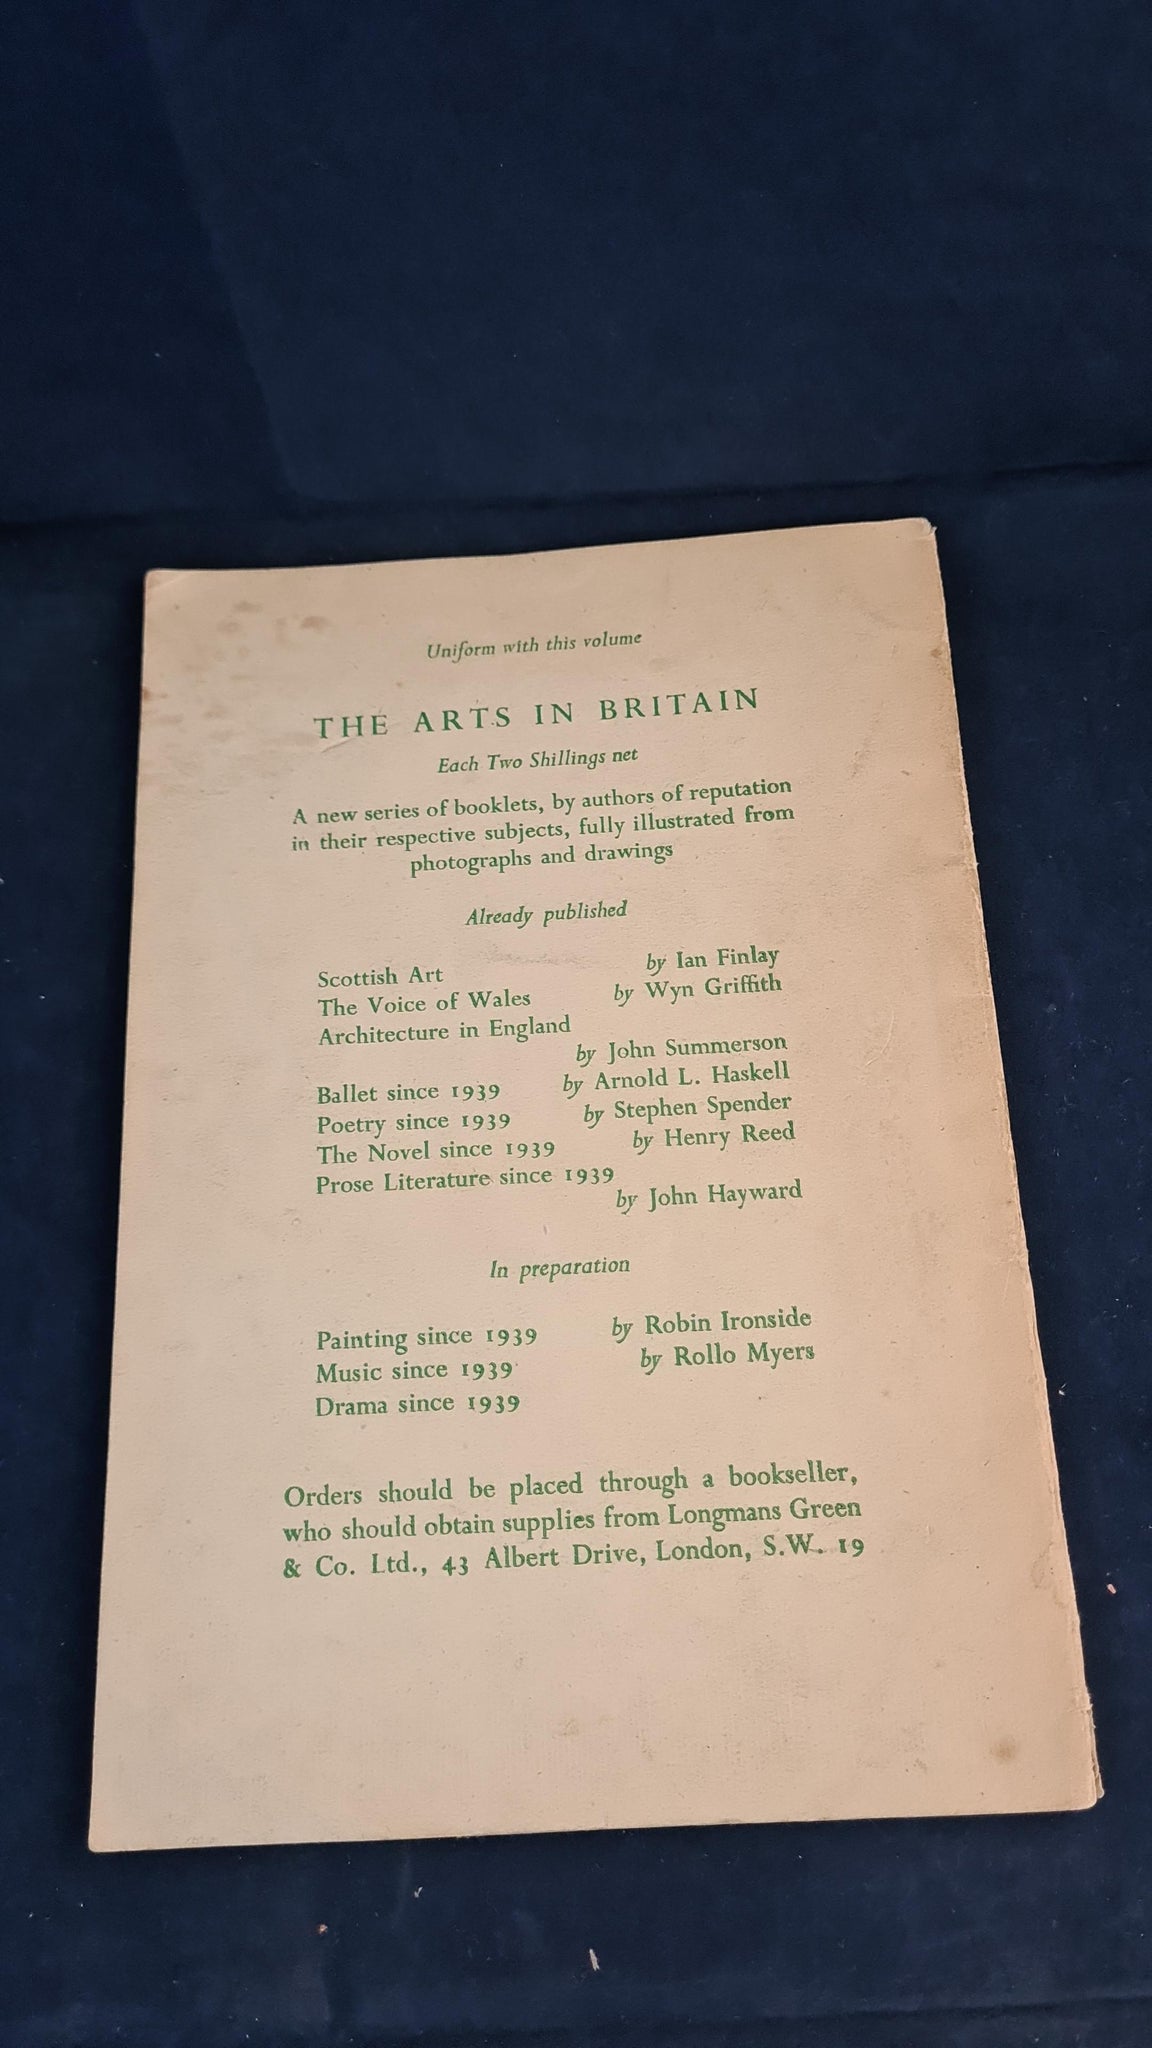 Uniform with this volume
THE ARTS IN BRITAIN
Each Two Shillings net
A new series of booklets, by authors of reputation
in their respective subjects, fully illustrated from
photographs and drawings
Already published
Scottish Art by Ian Finlay
The Voice of Wales by Wyn Griffith
Architecture in England
by John Summerson
Ballet since 1939 by Arnold L. Haskell
Poetry since 1939 by Stephen Spender
The Novel since 1939 by Henry Reed
Prose Literature since 1939
by John Hayward
In preparation
Painting since 1939 by Robin Ironside
Music since 1939 by Rollo Myers
Drama since 1939
Orders should be placed through a bookseller,
who should obtain supplies from Longmans Green
& Co. Ltd., 43 Albert Drive, London, S.W. 19